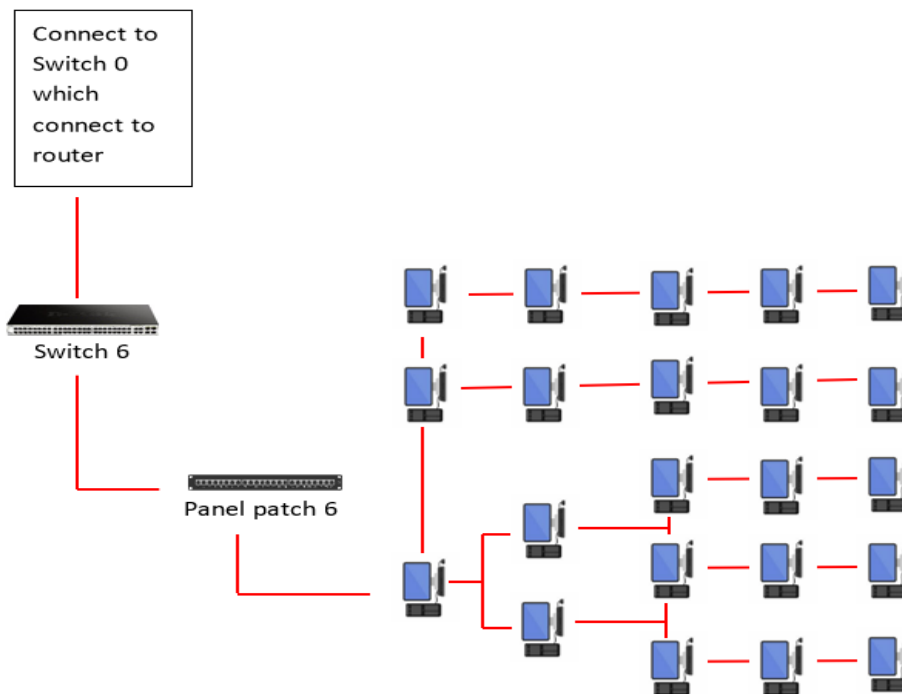 Connect to
Switch 0
which
connect to
router
Switch 6
Panel patch 6